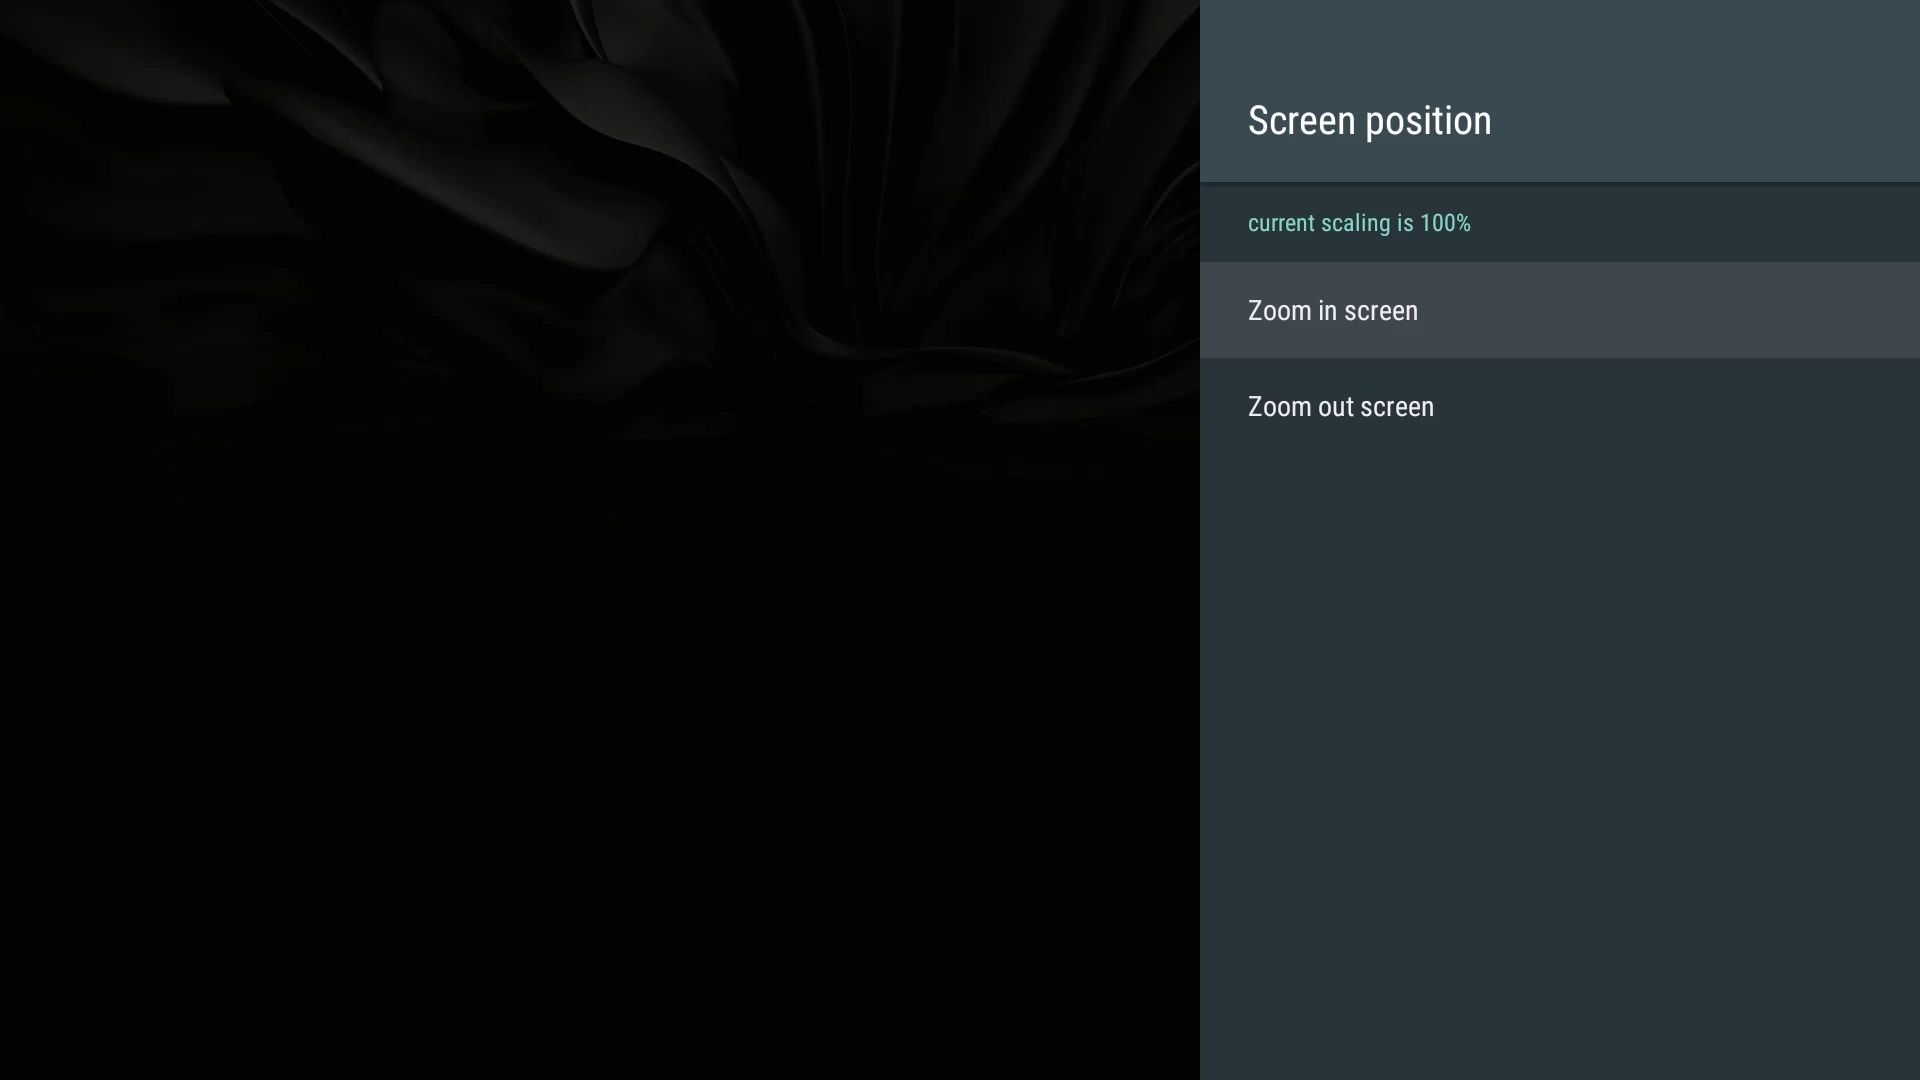 Screen position
current scaling is 100%
Zoom in screen
Zoom out screen